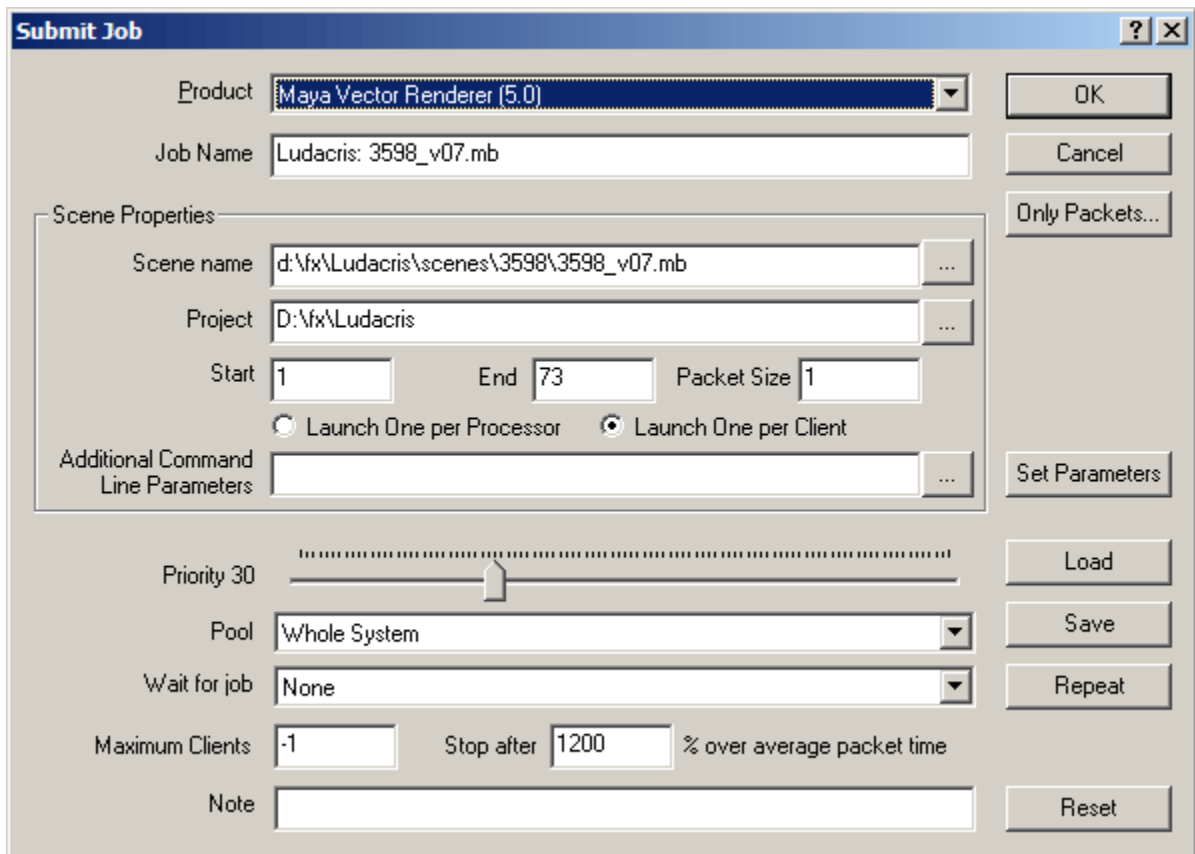 Submit Job
Product Maya Vector Renderer (5.0) OK
Job Name Ludacris: 3598_v07.mb Cancel
Only Packets...
Scene Properties
Scene name d:\fx\Ludacris\scenes\3598\3598_v07.mb ...
Project D:\fx\Ludacris ...
Start 1 End 73 Packet Size 1
Launch One per Processor Launch One per Client
Additional Command
Line Parameters ... Set Parameters
Priority 30 Load
Pool Whole System Save
Wait for job None Repeat
Maximum Clients -1 Stop after 1200 % over average packet time
Note Reset